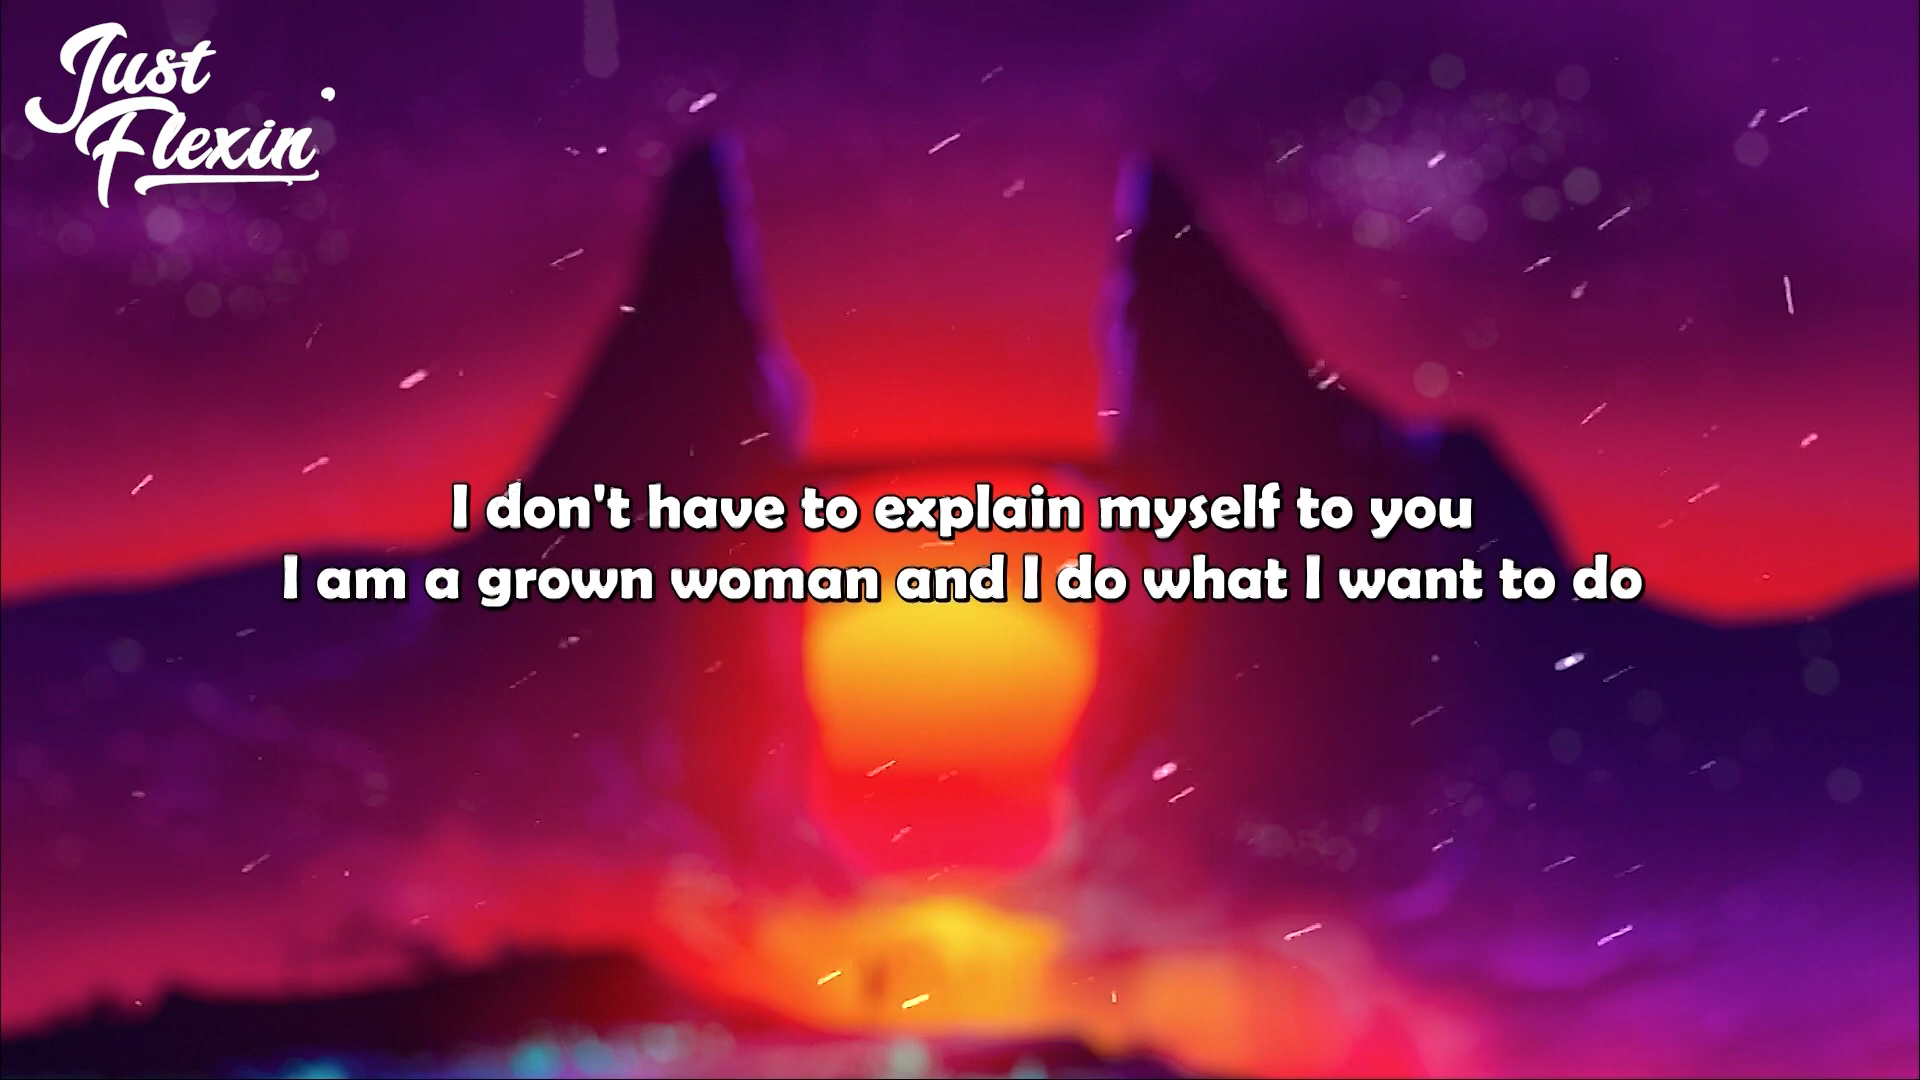 Just
Flexin'
I don't have to explain myself to you
I am a grown woman and I do what I want to do